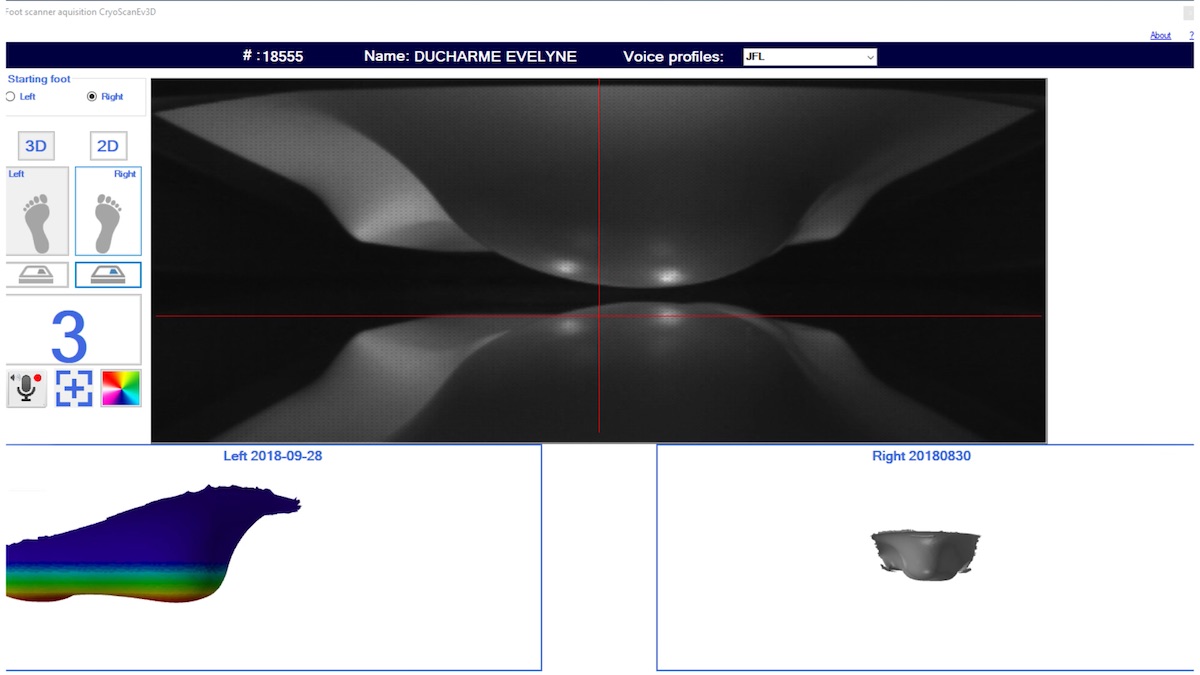 Foot scanner aquisition CryoScanEv3D
About ?
# : 18555 Name: DUCHARME EVELYNE Voice profiles: JFL
Starting foot
Left Right
3D 2D
Left Right
3
Left 2018-09-28 Right 20180830